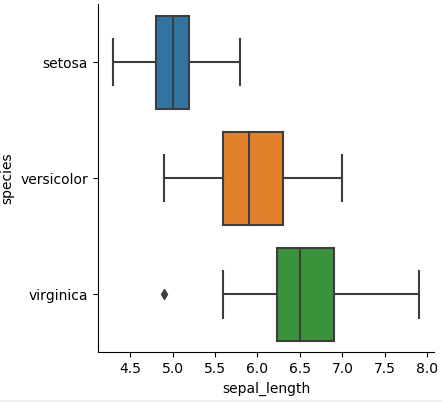 setosa
versicolor
virginica
species
4.5 5.0 5.5 6.0 6.5 7.0 7.5 8.0
sepal_length